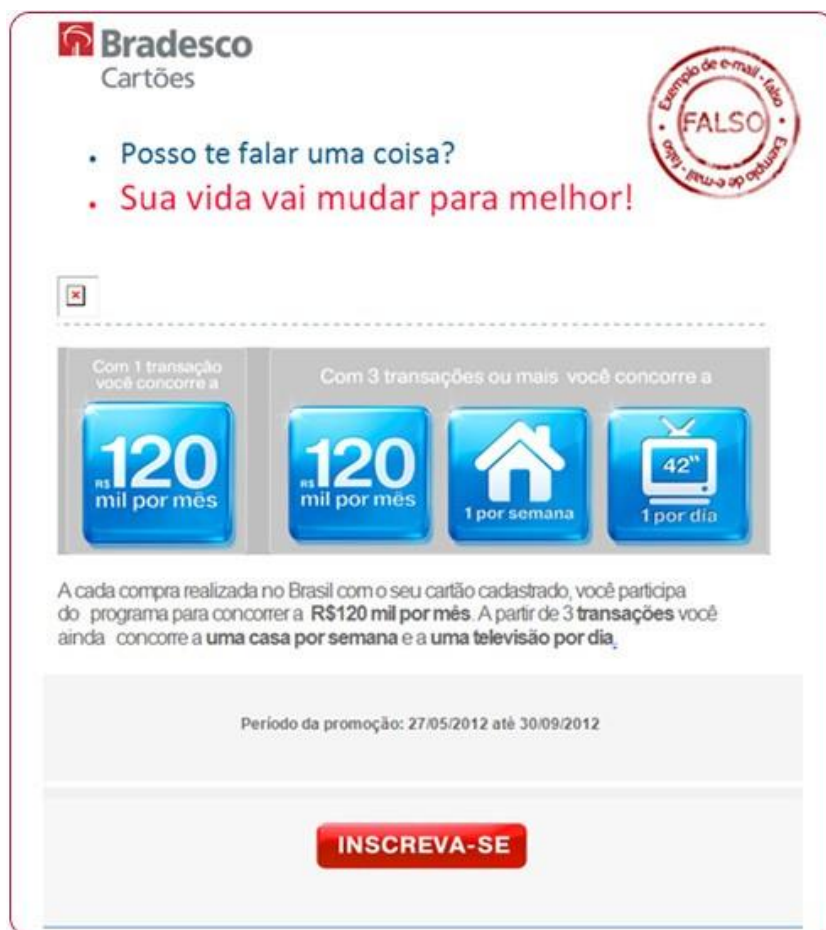 Bradesco
Cartões
Exemplo de e-mail - falso • Exemplo de e-mail - falso •
FALSO
• Posso te falar uma coisa?
• Sua vida vai mudar para melhor!
Com 1 transação
você concorre a
R$ 120
mil por mês
Com 3 transações ou mais você concorre a
R$ 120
mil por mês
1 por semana
42"
1 por día
A cada compra realizada no Brasil com o seu cartão cadastrado, você participa
do programa para concorrer a R$120 mil por mês. A partir de 3 transações você
ainda concorre a uma casa por semana e a uma televisão por dia.
Período da promoção: 27/05/2012 até 30/09/2012
INSCREVA-SE